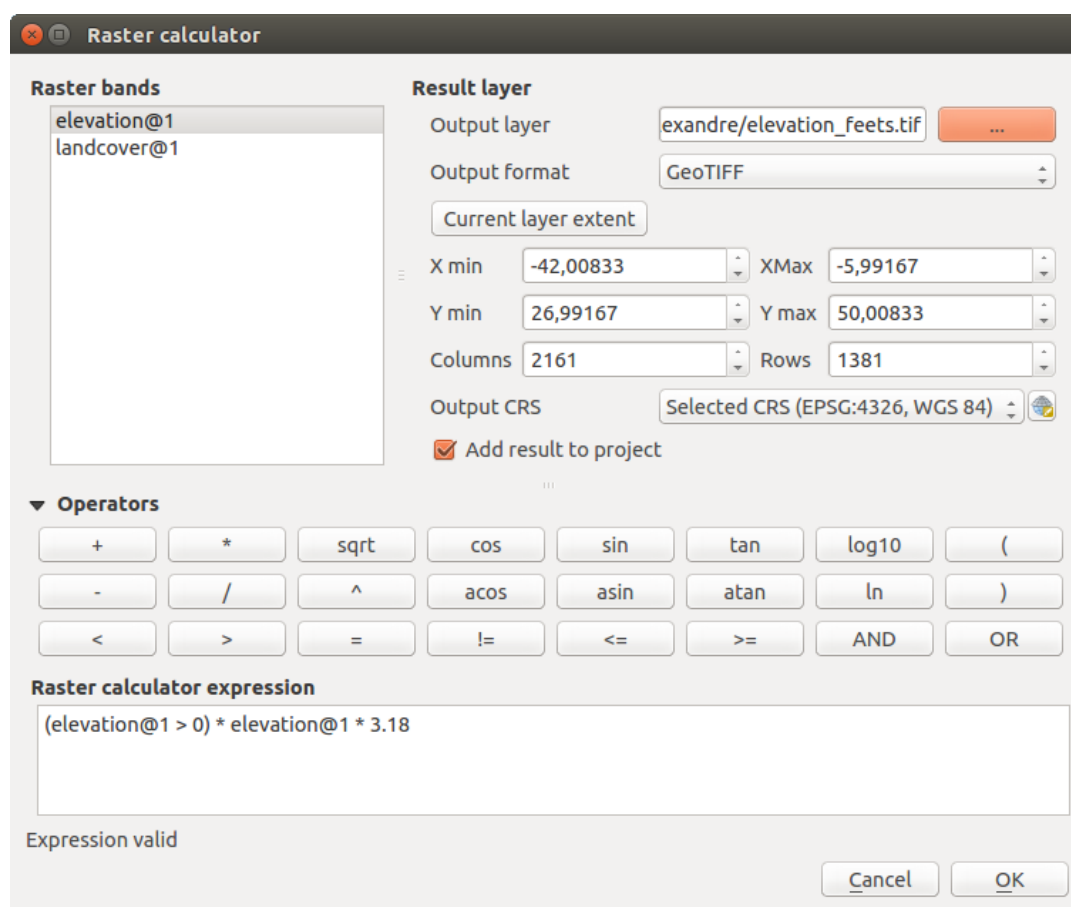 Raster calculator
Raster bands
elevation@1
landcover@1
Result layer
Output layer exandre/elevation_feets.tif ...
Output format GeoTIFF
Current layer extent
X min -42,00833 XMax -5,99167
Y min 26,99167 Y max 50,00833
Columns 2161 Rows 1381
Output CRS Selected CRS (EPSG:4326, WGS 84)
Add result to project
Operators
+ * sqrt cos sin tan log10 (
- / ^ acos asin atan ln )
< > = != <= >= AND OR
Raster calculator expression
(elevation@1 > 0) * elevation@1 * 3.18
Expression valid
Cancel OK